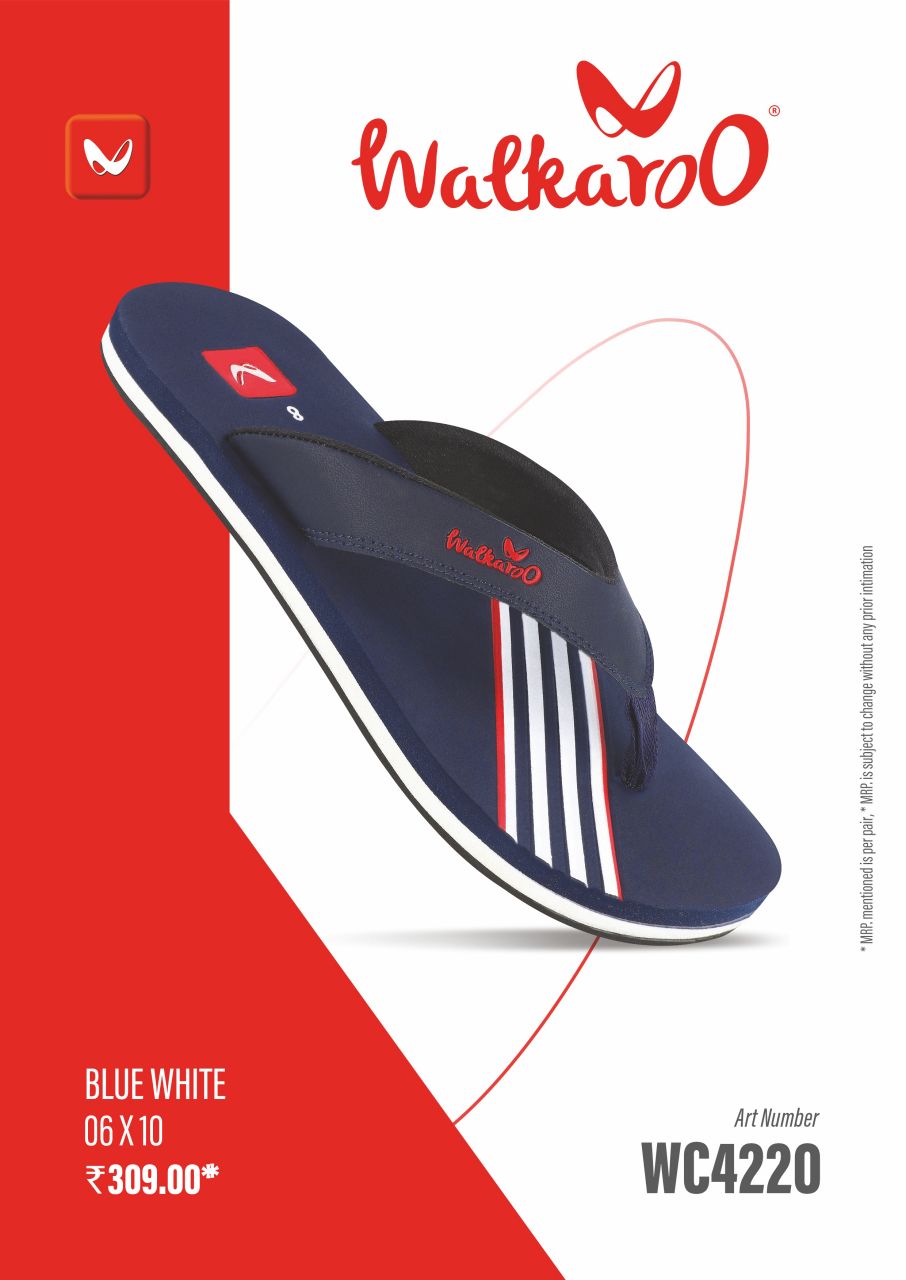 Walkaroo®
8
Walkaroo
* MRP. mentioned is per pair, * MRP. is subject to change without any prior intimation
BLUE WHITE
06 X 10
₹309.00*
Art Number
WC4220